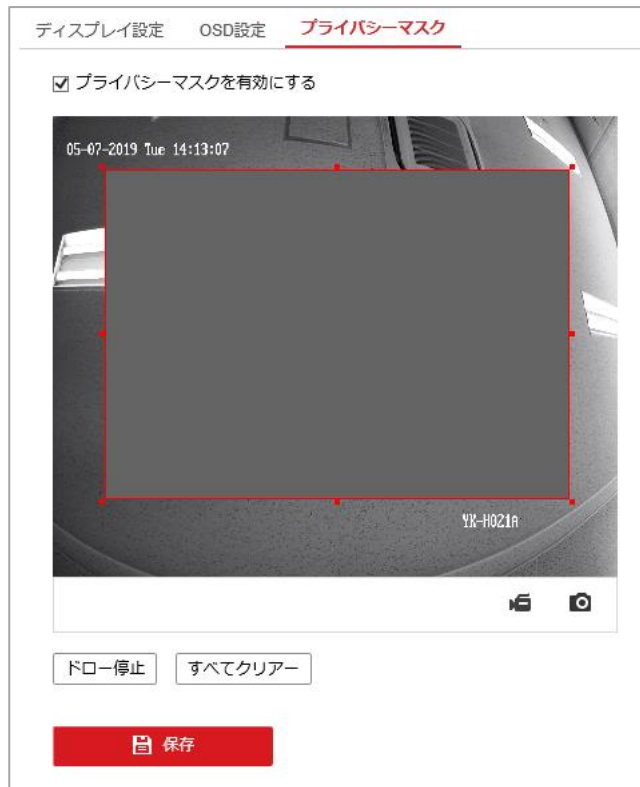 ディスプレイ設定 OSD設定 プライバシーマスク
プライバシーマスクを有効にする
05-07-2019 Tue 14:13:07
YK-H021A
ドロー停止 すべてクリアー
保存